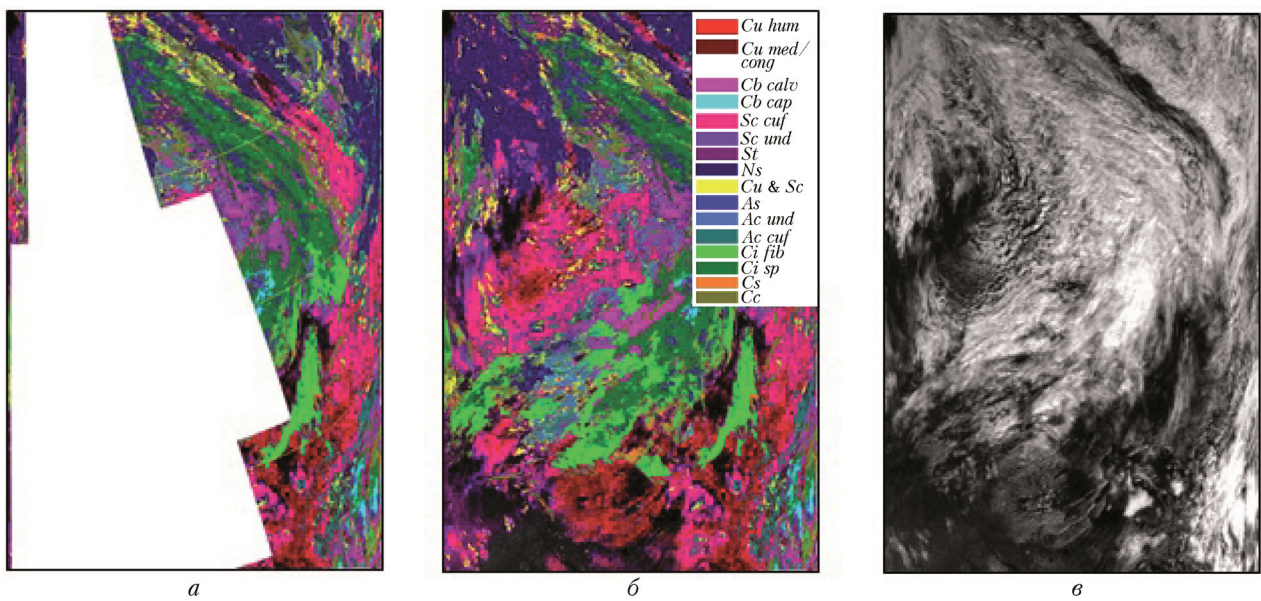 Cu hum
Cu med/
cong
Cb calv
Cb cap
Sc cuf
Sc und
St
Ns
Cu & Sc
As
Ac und
Ac cuf
Ci fib
Ci sp
Cs
Cc
а
б
в